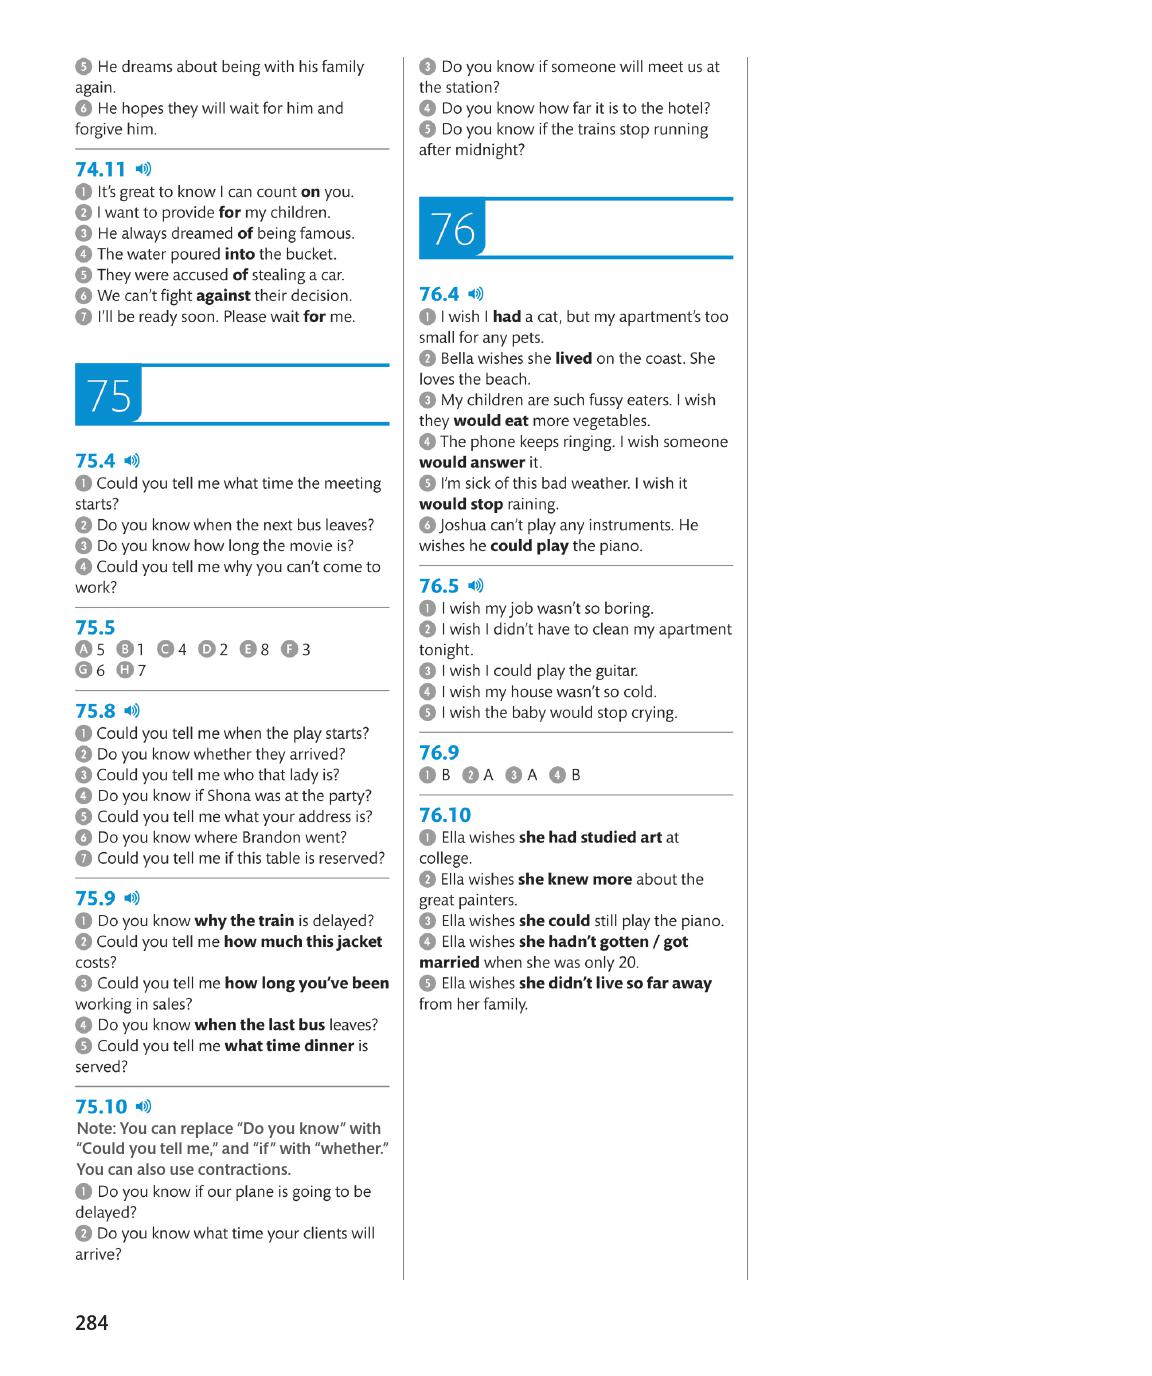 5 He dreams about being with his family
again.
6 He hopes they will wait for him and
forgive him.
74.11
1 It's great to know I can count on you.
2 I want to provide for my children.
3 He always dreamed of being famous.
4 The water poured into the bucket.
5 They were accused of stealing a car.
6 We can't fight against their decision.
7 I'll be ready soon. Please wait for me.
75
75.4
1 Could you tell me what time the meeting
starts?
2 Do you know when the next bus leaves?
3 Do you know how long the movie is?
4 Could you tell me why you can't come to
work?
75.5
A 5 B 1 C 4 D 2 E 8 F 3
G 6 H 7
75.8
1 Could you tell me when the play starts?
2 Do you know whether they arrived?
3 Could you tell me who that lady is?
4 Do you know if Shona was at the party?
5 Could you tell me what your address is?
6 Do you know where Brandon went?
7 Could you tell me if this table is reserved?
75.9
1 Do you know why the train is delayed?
2 Could you tell me how much this jacket
costs?
3 Could you tell me how long you've been
working in sales?
4 Do you know when the last bus leaves?
5 Could you tell me what time dinner is
served?
75.10
Note: You can replace "Do you know" with
"Could you tell me," and "if" with "whether."
You can also use contractions.
1 Do you know if our plane is going to be
delayed?
2 Do you know what time your clients will
arrive?
3 Do you know if someone will meet us at
the station?
4 Do you know how far it is to the hotel?
5 Do you know if the trains stop running
after midnight?
76
76.4
1 I wish I had a cat, but my apartment's too
small for any pets.
2 Bella wishes she lived on the coast. She
loves the beach.
3 My children are such fussy eaters. I wish
they would eat more vegetables.
4 The phone keeps ringing. I wish someone
would answer it.
5 I'm sick of this bad weather. I wish it
would stop raining.
6 Joshua can't play any instruments. He
wishes he could play the piano.
76.5
1 I wish my job wasn't so boring.
2 I wish I didn't have to clean my apartment
tonight.
3 I wish I could play the guitar.
4 I wish my house wasn't so cold.
5 I wish the baby would stop crying.
76.9
1 B 2 A 3 A 4 B
76.10
1 Ella wishes she had studied art at
college.
2 Ella wishes she knew more about the
great painters.
3 Ella wishes she could still play the piano.
4 Ella wishes she hadn't gotten / got
married when she was only 20.
5 Ella wishes she didn't live so far away
from her family.
284